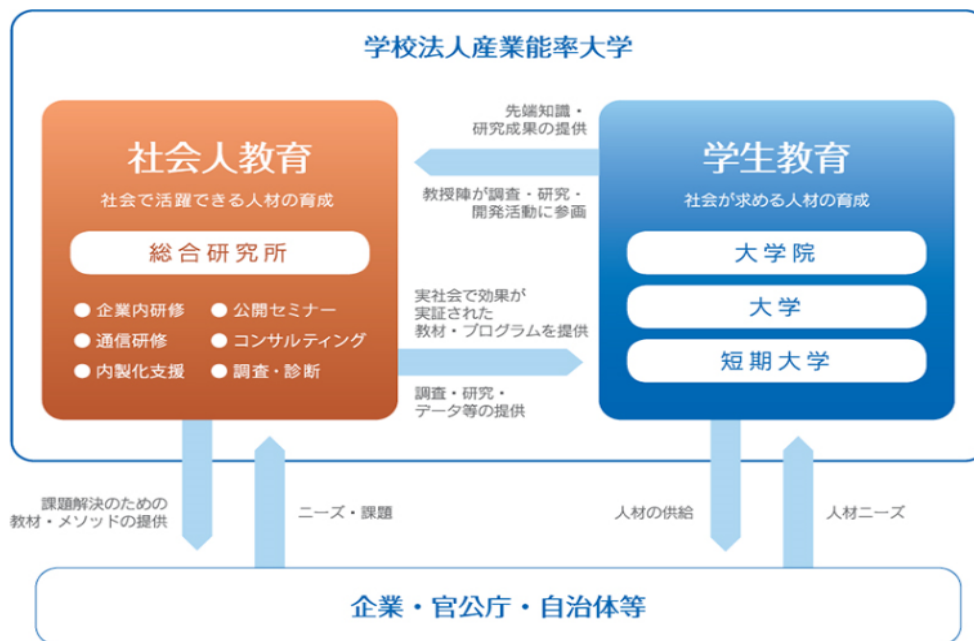 学校法人産業能率大学
社会人教育
社会で活躍できる人材の育成
総合研究所
● 企業内研修 ● 公開セミナー
● 通信研修 ● コンサルティング
● 内製化支援 ● 調査・診断
先端知識・
研究成果の提供
教授陣が調査・研究・
開発活動に参画
実社会で効果が
実証された
教材・プログラムを提供
調査・研究・
データ等の提供
学生教育
社会が求める人材の育成
大学院
大学
短期大学
課題解決のための
教材・メソッドの提供
ニーズ・課題
人材の供給
人材ニーズ
企業・官公庁・自治体等